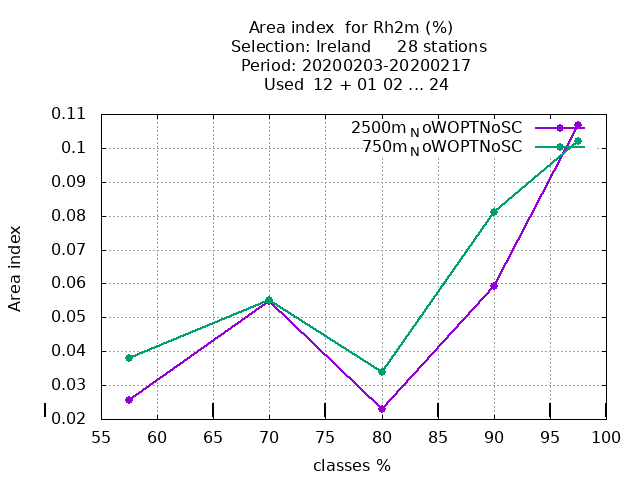 Area index  for Rh2m (%)
Selection: Ireland     28 stations
Period: 20200203-20200217
Used  12 + 01 02 ... 24
2500m_NoWOPTNoSC
750m_NoWOPTNoSC
0.11
0.1
0.09
0.08
0.07
0.06
0.05
0.04
0.03
0.02
Area index
55 60 65 70 75 80 85 90 95 100
classes %